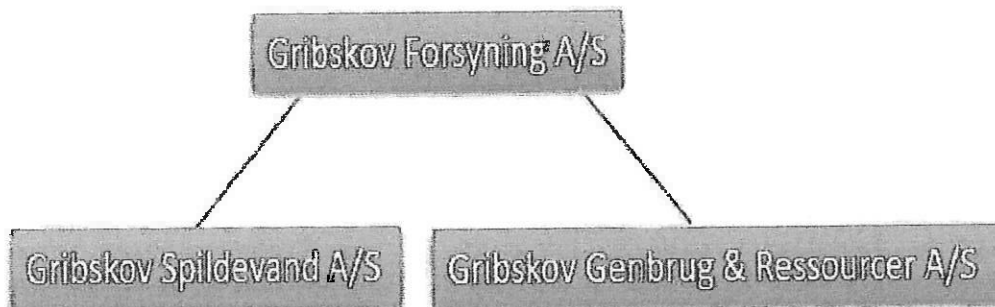 Gribskov Forsyning A/S
Gribskov Spildevand A/S
Gribskov Genbrug & Ressourcer A/S